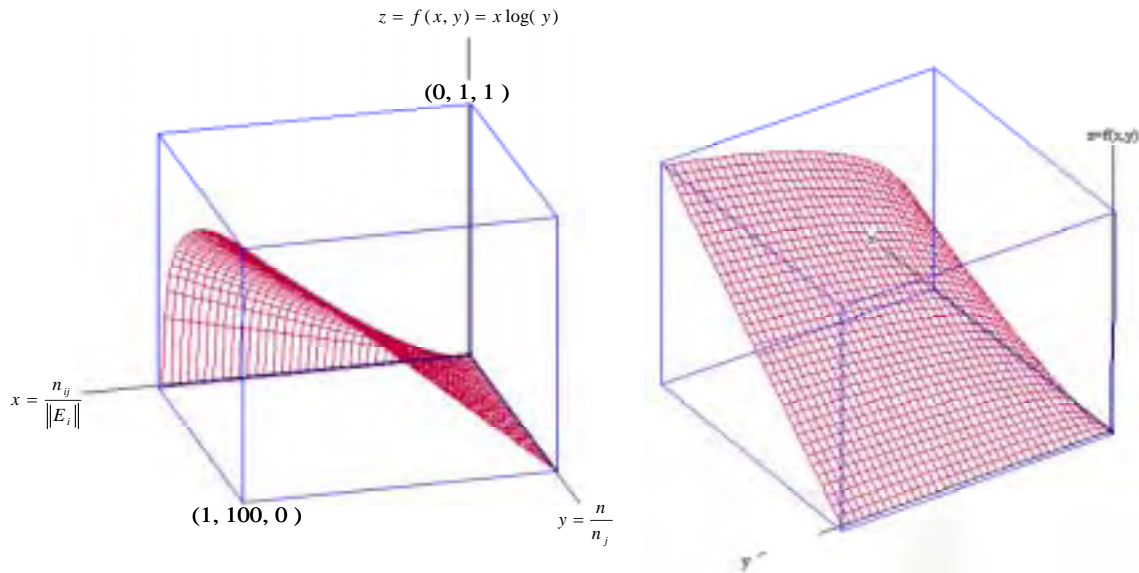 z = f ( x, y ) = x log( y )
(0, 1, 1 )
z=f(x,y)
x = n_ij / ‖E_i‖
(1, 100, 0 )
y = n / n_j
y